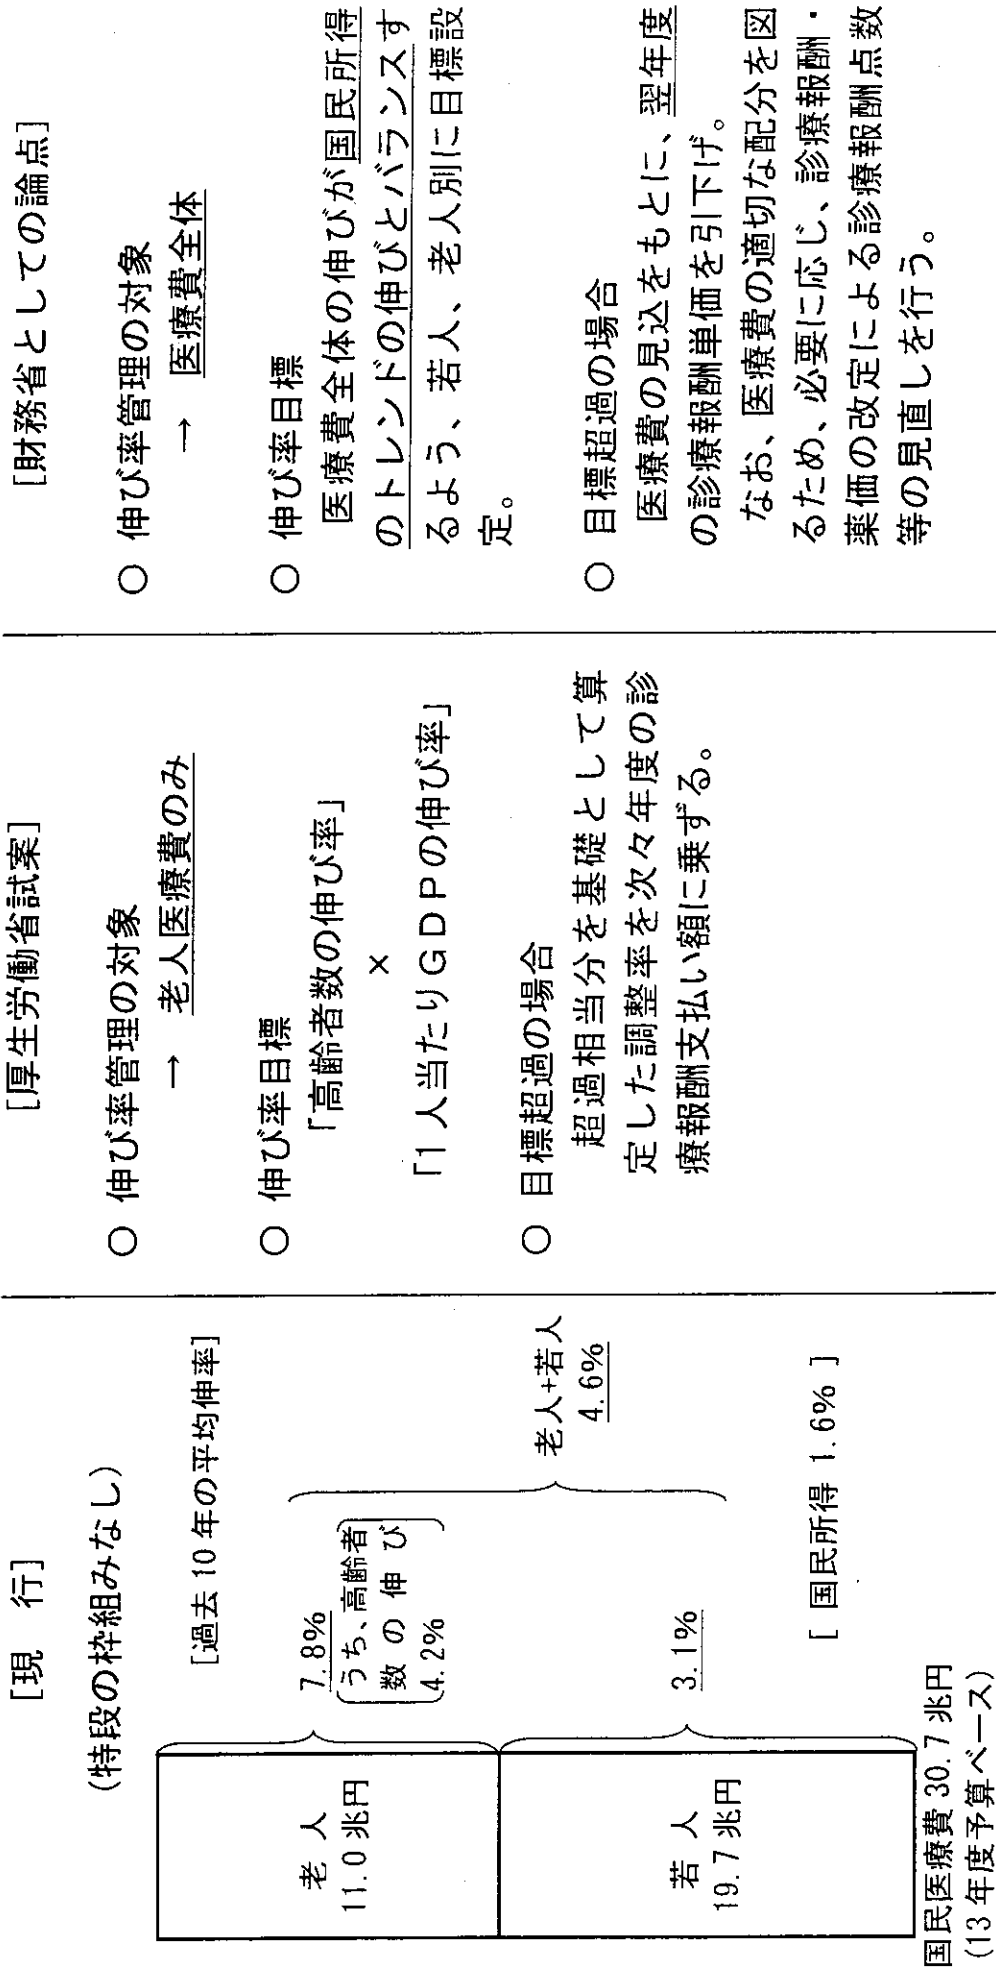 [現　行]
(特段の枠組みなし)
[過去 10 年の平均伸率]
老　人
11.0 兆円
7.8%
うち、高齢者
数 の 伸 び
4.2%
老人+若人
4.6%
若　人
19.7 兆円
3.1%
[ 国民所得 1.6% ]
国民医療費 30.7 兆円
(13 年度予算ベース)
[厚生労働省試案]
○ 伸び率管理の対象
→ 老人医療費のみ
○ 伸び率目標
「高齢者数の伸び率」
×
「1 人当たりＧＤＰの伸び率」
○ 目標超過の場合
超過相当分を基礎として算
定した調整率を次々年度の診
療報酬支払い額に乗ずる。
[財務省としての論点]
○ 伸び率管理の対象
→ 医療費全体
○ 伸び率目標
医療費全体の伸びが国民所得
のトレンドの伸びとバランスす
るよう、若人、老人別に目標設
定。
○ 目標超過の場合
医療費の見込をもとに、翌年度
の診療報酬単価を引下げ。
なお、医療費の適切な配分を図
るため、必要に応じ、診療報酬・
薬価の改定による診療報酬点数
等の見直しを行う。